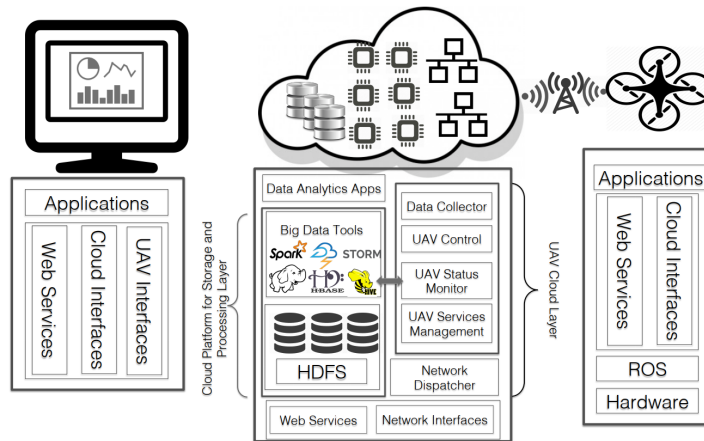 Applications
Web Services
Cloud Interfaces
UAV Interfaces
Cloud Platform for Storage and
Processing Layer
Data Analytics Apps
Big Data Tools
Spark
STORM
HBASE
HIVE
HDFS
Data Collector
UAV Control
UAV Status
Monitor
UAV Services
Management
Network
Dispatcher
Web Services
Network Interfaces
UAV Cloud Layer
Applications
Web Services
Cloud Interfaces
ROS
Hardware